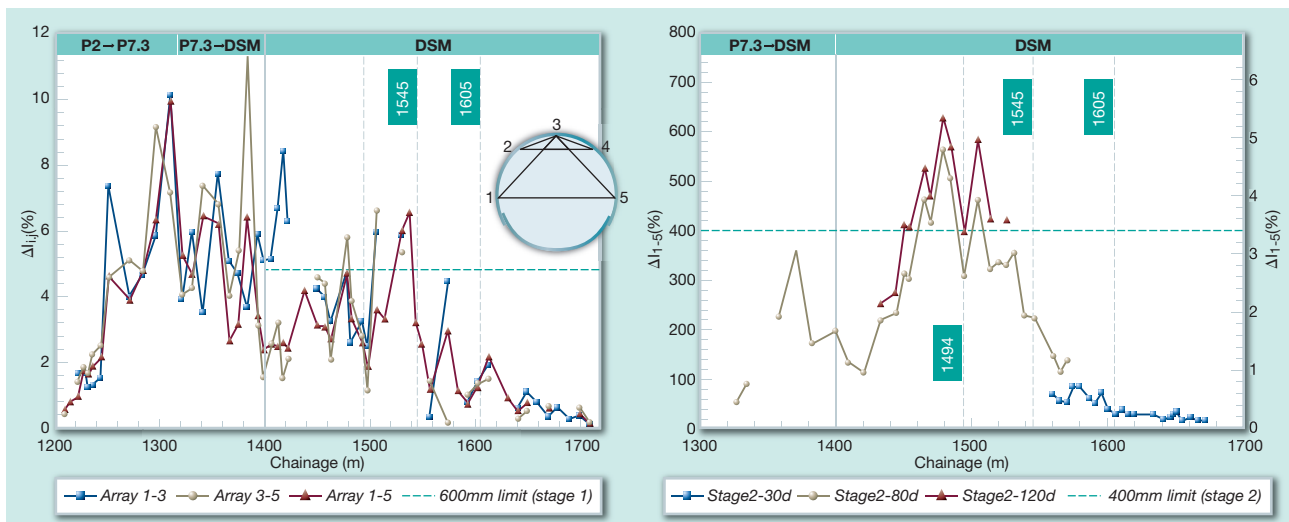 12
10
8
6
4
2
0
ΔIij(%)
P2→P7.3 P7.3→DSM DSM
1545
1605
3
2 4
1 5
1200 1300 1400 1500 1600 1700
Chainage (m)
Array 1-3 Array 3-5 Array 1-5 600mm limit (stage 1)
800
700
600
500
400
300
200
100
0
ΔI1-5(%)
P7.3→DSM DSM
1545
1605
1494
6
5
4
3
2
1
0
ΔI1-5(%)
1300 1400 1500 1600 1700
Chainage (m)
Stage2-30d Stage2-80d Stage2-120d 400mm limit (stage 2)